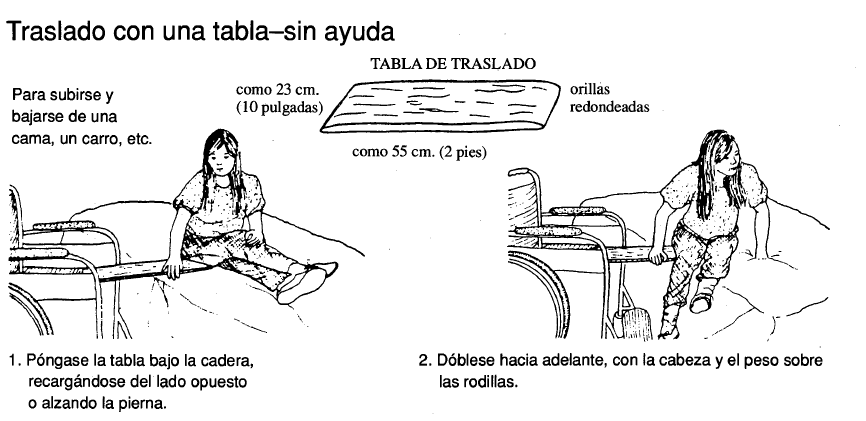 Traslado con una tabla–sin ayuda
TABLA DE TRASLADO
Para subirse y
bajarse de una
cama, un carro, etc.
como 23 cm.
(10 pulgadas)
orillas
redondeadas
como 55 cm. (2 pies)
1. Póngase la tabla bajo la cadera,
recargándose del lado opuesto
o alzando la pierna.
2. Dóblese hacia adelante, con la cabeza y el peso sobre
las rodillas.